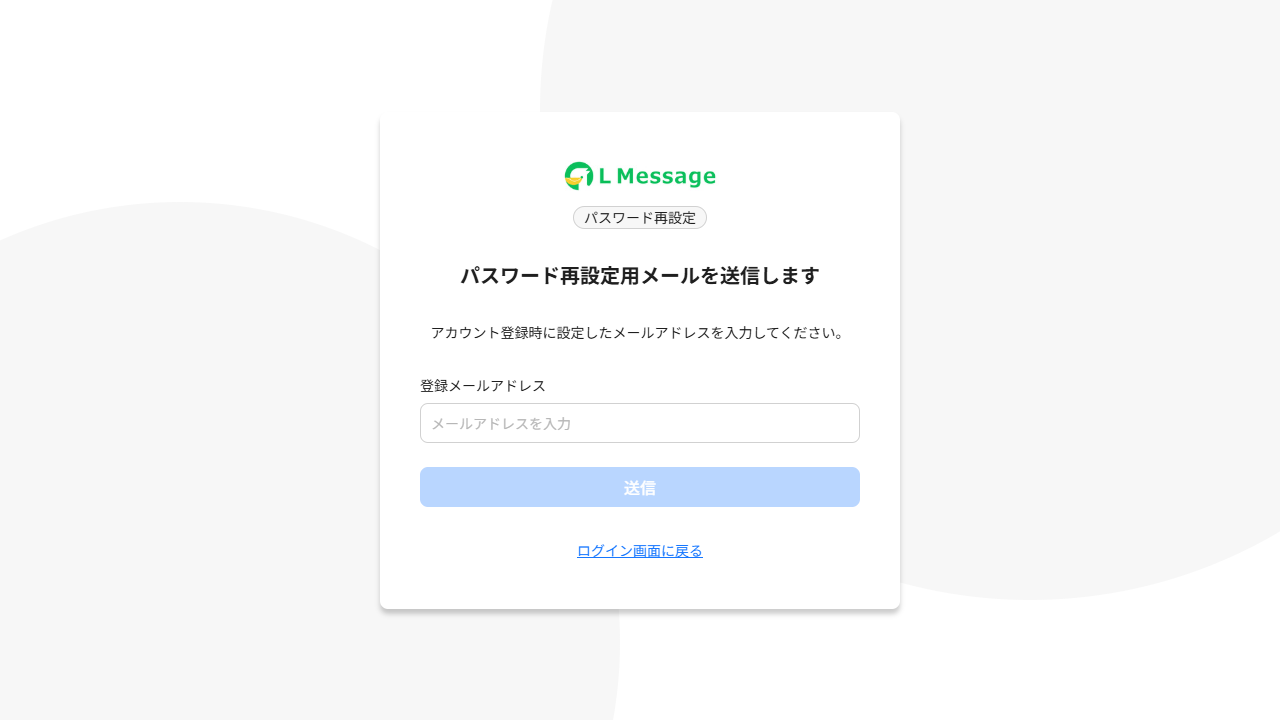 L Message
パスワード再設定
パスワード再設定用メールを送信します
アカウント登録時に設定したメールアドレスを入力してください。
登録メールアドレス
メールアドレスを入力
送信
ログイン画面に戻る